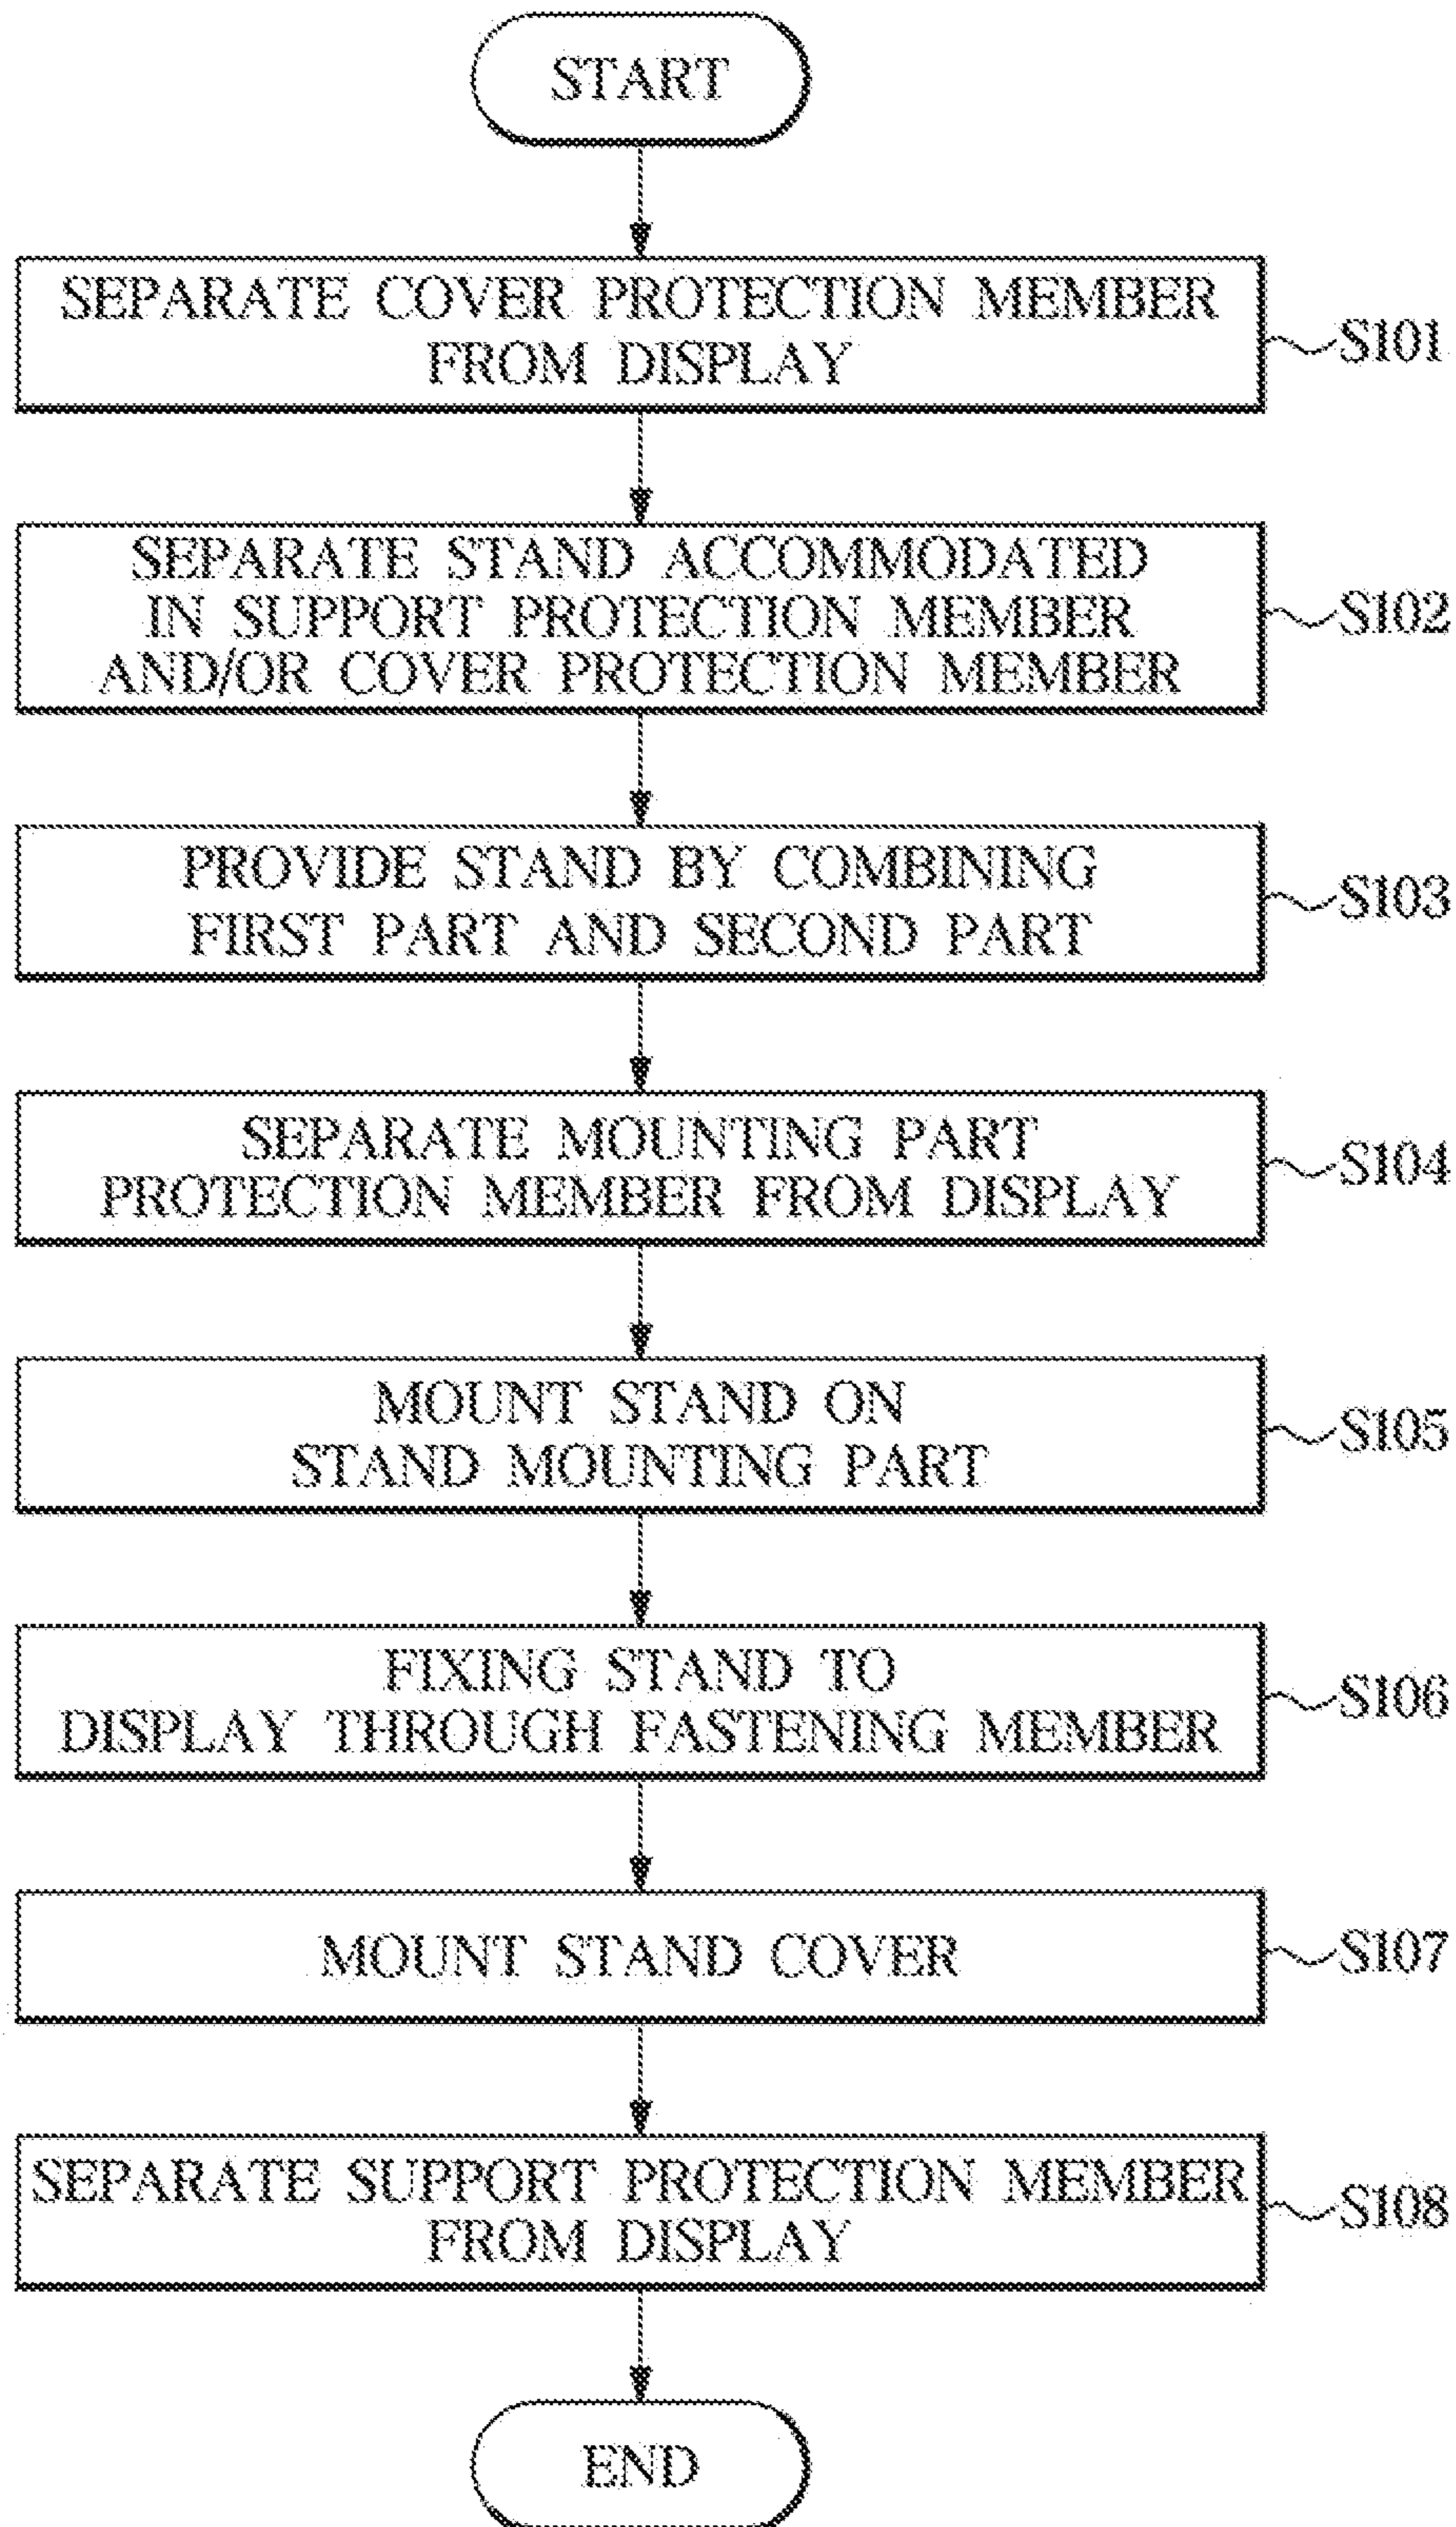 START
SEPARATE COVER PROTECTION MEMBER
FROM DISPLAY
S101
SEPARATE STAND ACCOMMODATED
IN SUPPORT PROTECTION MEMBER
AND/OR COVER PROTECTION MEMBER
S102
PROVIDE STAND BY COMBINING
FIRST PART AND SECOND PART
S103
SEPARATE MOUNTING PART
PROTECTION MEMBER FROM DISPLAY
S104
MOUNT STAND ON
STAND MOUNTING PART
S105
FIXING STAND TO
DISPLAY THROUGH FASTENING MEMBER
S106
MOUNT STAND COVER
S107
SEPARATE SUPPORT PROTECTION MEMBER
FROM DISPLAY
S108
END